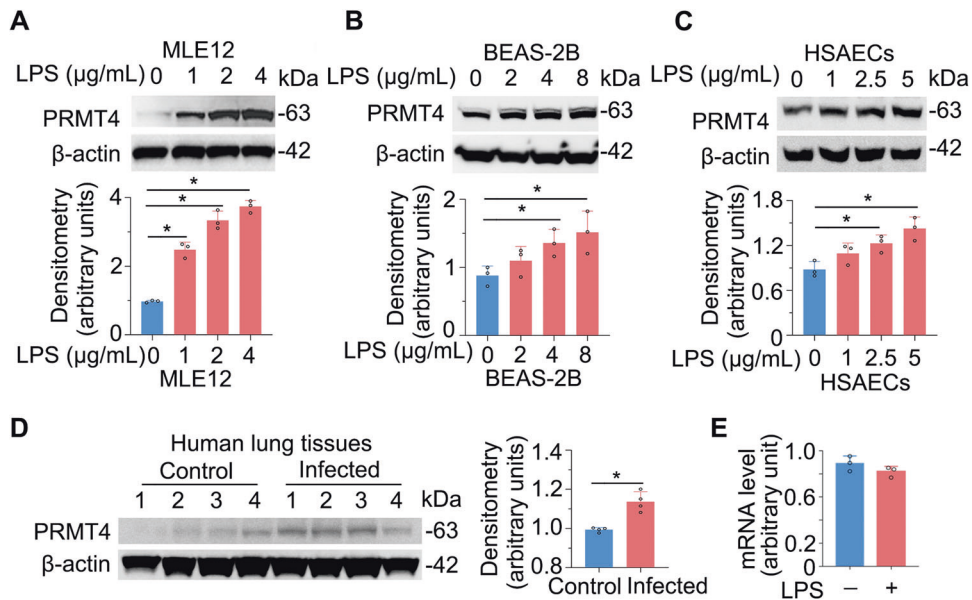 A
MLE12
LPS (μg/mL) 0 1 2 4 kDa
PRMT4 -63
β-actin -42
Densitometry
(arbitrary units)
4
2
0
* * *
LPS (μg/mL) 0 1 2 4
MLE12
B
BEAS-2B
LPS (μg/mL) 0 2 4 8 kDa
PRMT4 -63
β-actin -42
Densitometry
(arbitrary units)
2
1
0
* *
LPS (μg/mL) 0 2 4 8
BEAS-2B
C
HSAECs
LPS (μg/mL) 0 1 2.5 5 kDa
PRMT4 -63
β-actin -42
Densitometry
(arbitrary units)
1.8
1.2
0.6
0
* *
LPS (μg/mL) 0 1 2.5 5
HSAECs
D
Human lung tissues
Control Infected
1 2 3 4 1 2 3 4 kDa
PRMT4 -63
β-actin -42
Densitometry
(arbitrary units)
1.4
1.2
1.0
0.8
*
Control Infected
E
mRNA level
(arbitrary unit)
1.0
0.8
0.4
0
LPS − +